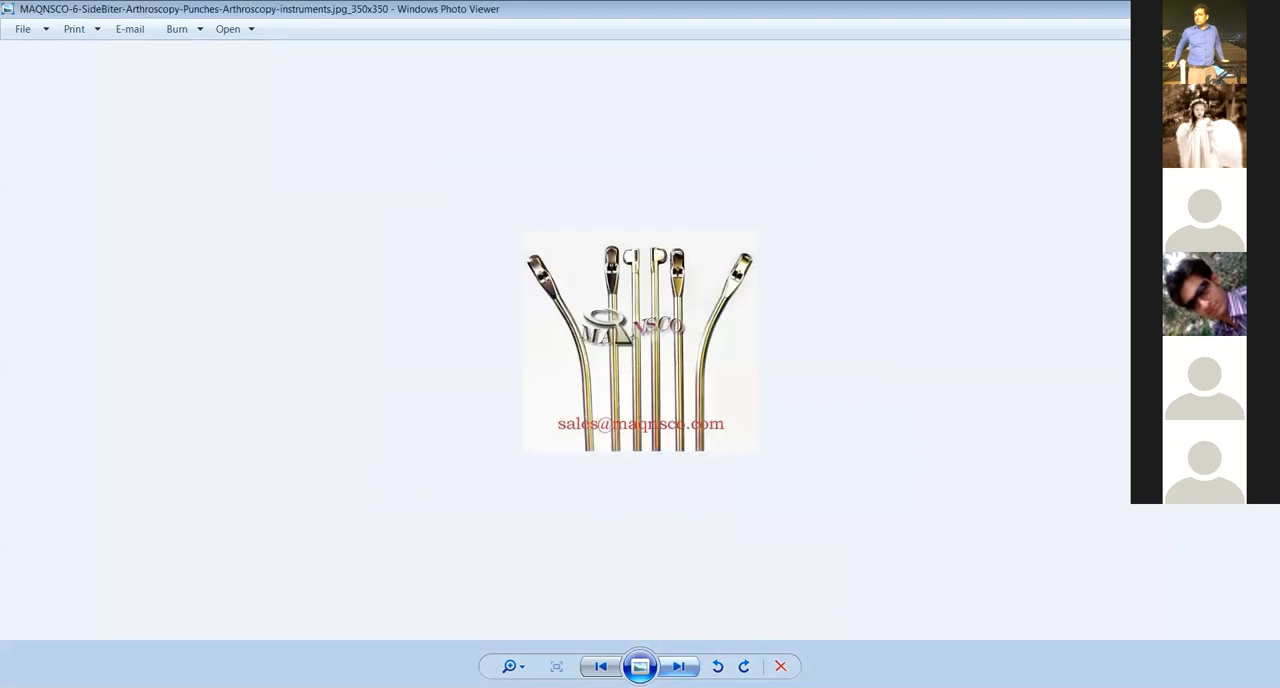 MAQNSCO-6-SideBiter-Arthroscopy-Punches-Arthroscopy-instruments.jpg_350x350 - Windows Photo Viewer
File Print E-mail Burn Open
MAQNSCO
sales@maqnsco.com